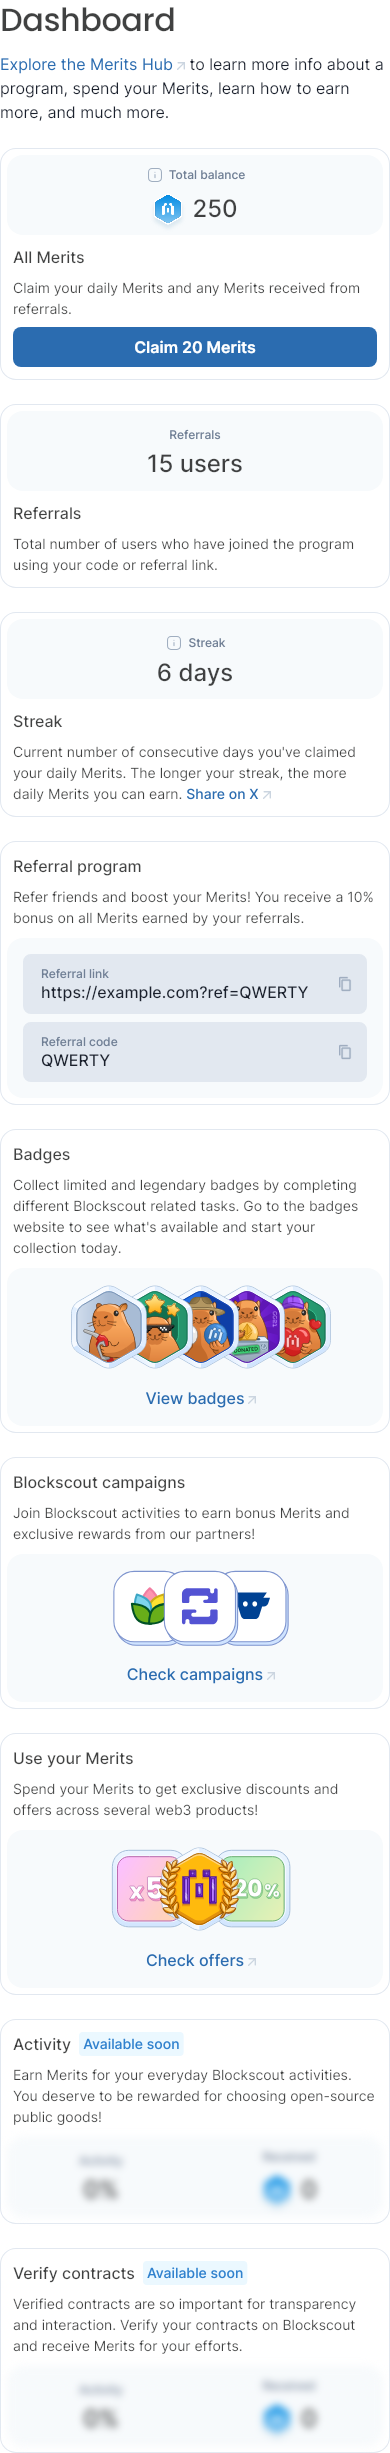 Dashboard
Explore the Merits Hub to learn more info about a
program, spend your Merits, learn how to earn
more, and much more.
Total balance
250
All Merits
Claim your daily Merits and any Merits received from
referrals.
Claim 20 Merits
Referrals
15 users
Referrals
Total number of users who have joined the program
using your code or referral link.
Streak
6 days
Streak
Current number of consecutive days you've claimed
your daily Merits. The longer your streak, the more
daily Merits you can earn. Share on X
Referral program
Refer friends and boost your Merits! You receive a 10%
bonus on all Merits earned by your referrals.
Referral link
https://example.com?ref=QWERTY
Referral code
QWERTY
Badges
Collect limited and legendary badges by completing
different Blockscout related tasks. Go to the badges
website to see what's available and start your
collection today.
DONATED
View badges
Blockscout campaigns
Join Blockscout activities to earn bonus Merits and
exclusive rewards from our partners!
Check campaigns
Use your Merits
Spend your Merits to get exclusive discounts and
offers across several web3 products!
x5 20%
Check offers
Activity Available soon
Earn Merits for your everyday Blockscout activities.
You deserve to be rewarded for choosing open-source
public goods!
Activity Received
0% 0
Verify contracts Available soon
Verified contracts are so important for transparency
and interaction. Verify your contracts on Blockscout
and receive Merits for your efforts.
Activity Received
0% 0